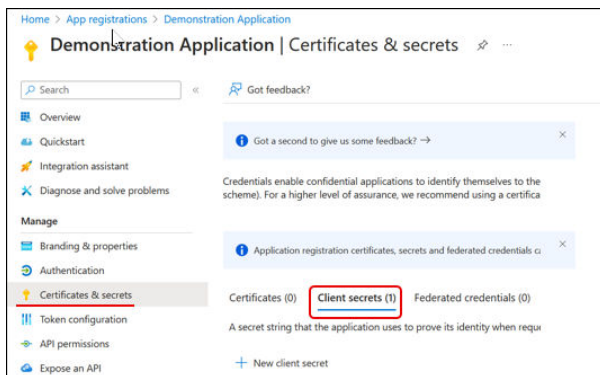 Home > App registrations > Demonstration Application
Demonstration Application | Certificates & secrets
Search
Overview
Quickstart
Integration assistant
Diagnose and solve problems
Manage
Branding & properties
Authentication
Certificates & secrets
Token configuration
API permissions
Expose an API
Got feedback?
Got a second to give us some feedback? →
Credentials enable confidential applications to identify themselves to the
scheme). For a higher level of assurance, we recommend using a certifica
Application registration certificates, secrets and federated credentials ca
Certificates (0) Client secrets (1) Federated credentials (0)
A secret string that the application uses to prove its identity when reque
New client secret